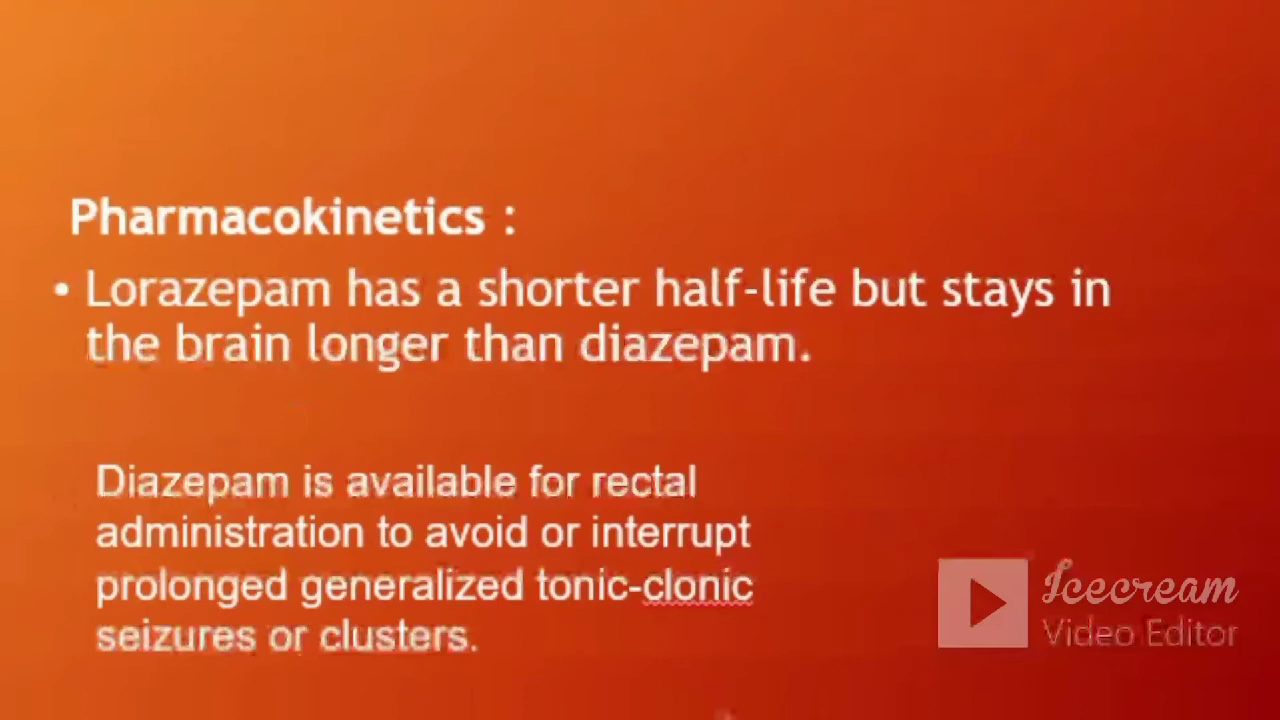 Pharmacokinetics :
• Lorazepam has a shorter half-life but stays in
the brain longer than diazepam.
Diazepam is available for rectal
administration to avoid or interrupt
prolonged generalized tonic-clonic
seizures or clusters.
Icecream
Video Editor